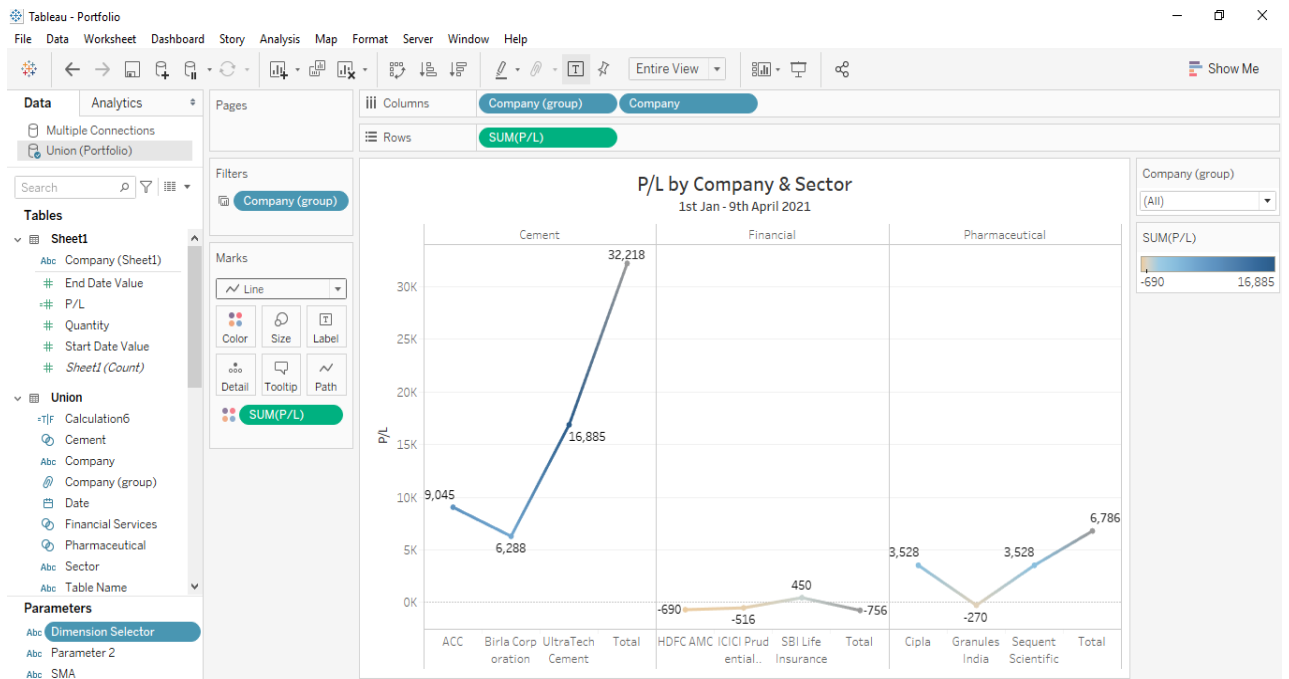 Tableau - Portfolio
File Data Worksheet Dashboard Story Analysis Map Format Server Window Help
Entire View
Show Me
Data Analytics
Multiple Connections
Union (Portfolio)
Search
Tables
Sheet1
Abc Company (Sheet1)
# End Date Value
=# P/L
# Quantity
# Start Date Value
# Sheet1 (Count)
Union
=T|F Calculation6
Cement
Abc Company
Company (group)
Date
Financial Services
Pharmaceutical
Abc Sector
Abc Table Name
Parameters
Abc Dimension Selector
Abc Parameter 2
Abc SMA
Pages
Filters
Company (group)
Marks
Line
Color Size Label
Detail Tooltip Path
SUM(P/L)
Columns Company (group) Company
Rows SUM(P/L)
P/L by Company & Sector
1st Jan - 9th April 2021
Cement Financial Pharmaceutical
P/L
30K
25K
20K
15K
10K
5K
0K
9,045
6,288
16,885
32,218
-690
-516
450
-756
3,528
-270
3,528
6,786
ACC Birla Corp UltraTech Total HDFC AMC ICICI Prud SBI Life Total Cipla Granules Sequent Total
oration Cement ential.. Insurance India Scientific
Company (group)
(All)
SUM(P/L)
-690 16,885